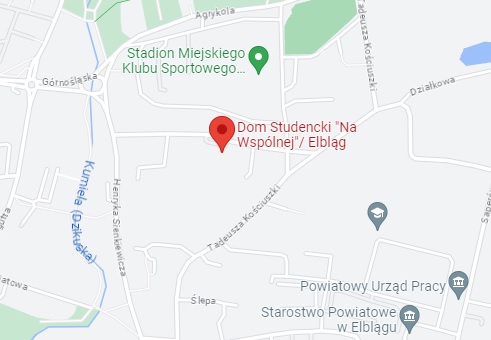 Agrykola
Stadion Miejskiego
Klubu Sportowego...
Tadeusza Kościuszki
Górnośląska
Działkowa
Dom Studencki "Na
Wspólnej"/ Elbląg
Kumiela (Dzikuska)
Henryka Sienkiewicza
Tadeusza Kościuszki
Powiatowy Urząd Pracy
Ślepa
Starostwo Powiatowe
w Elblągu